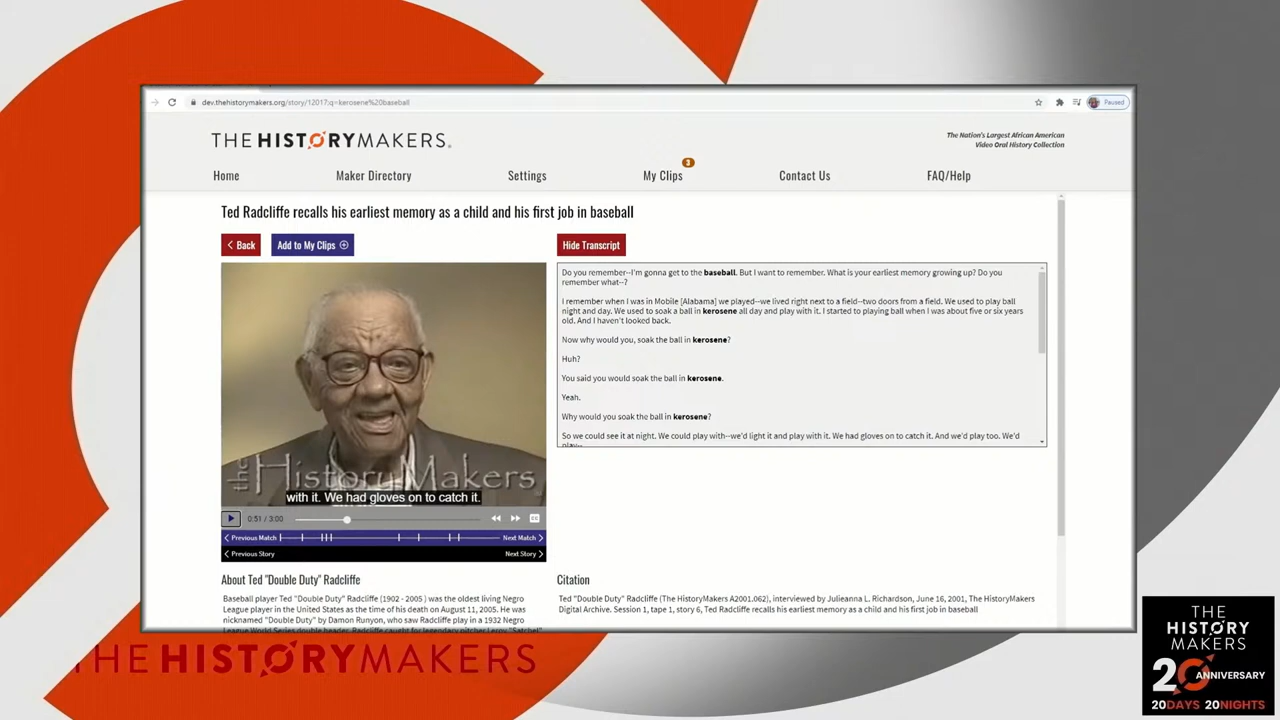 dev.thehistorymakers.org/story/12017;q=kerosene%20baseball
Paused
THE HISTORYMAKERS®
The Nation's Largest African American
Video Oral History Collection
3
Home
Maker Directory
Settings
My Clips
Contact Us
FAQ/Help
Ted Radcliffe recalls his earliest memory as a child and his first job in baseball
Back
Add to My Clips
Hide Transcript
Do you remember--I'm gonna get to the baseball. But I want to remember. What is your earliest memory growing up? Do you
remember what--?
I remember when I was in Mobile [Alabama] we played--we lived right next to a field--two doors from a field. We used to play ball
night and day. We used to soak a ball in kerosene all day and play with it. I started to playing ball when I was about five or six years
old. And I haven't looked back.
Now why would you, soak the ball in kerosene?
Huh?
You said you would soak the ball in kerosene.
Yeah.
Why would you soak the ball in kerosene?
So we could see it at night. We could play with--we'd light it and play with it. We had gloves on to catch it. And we'd play too. We'd
play--
The HistoryMakers
with it. We had gloves on to catch it.
0:51 / 3:00
CC
Previous Match
Next Match
Previous Story
Next Story
About Ted "Double Duty" Radcliffe
Baseball player Ted "Double Duty" Radcliffe (1902 - 2005 ) was the oldest living Negro
League player in the United States as the time of his death on August 11, 2005. He was
nicknamed "Double Duty" by Damon Runyon, who saw Radcliffe play in a 1932 Negro
League World Series double header. Radcliffe caught for legendary pitcher Leroy "Satchel"
Citation
Ted "Double Duty" Radcliffe (The HistoryMakers A2001.062), interviewed by Julieanna L. Richardson, June 16, 2001, The HistoryMakers
Digital Archive. Session 1, tape 1, story 6, Ted Radcliffe recalls his earliest memory as a child and his first job in baseball
THE HISTORYMAKERS
THE
HISTORY
MAKERS
20 ANNIVERSARY
20DAYS 20NIGHTS